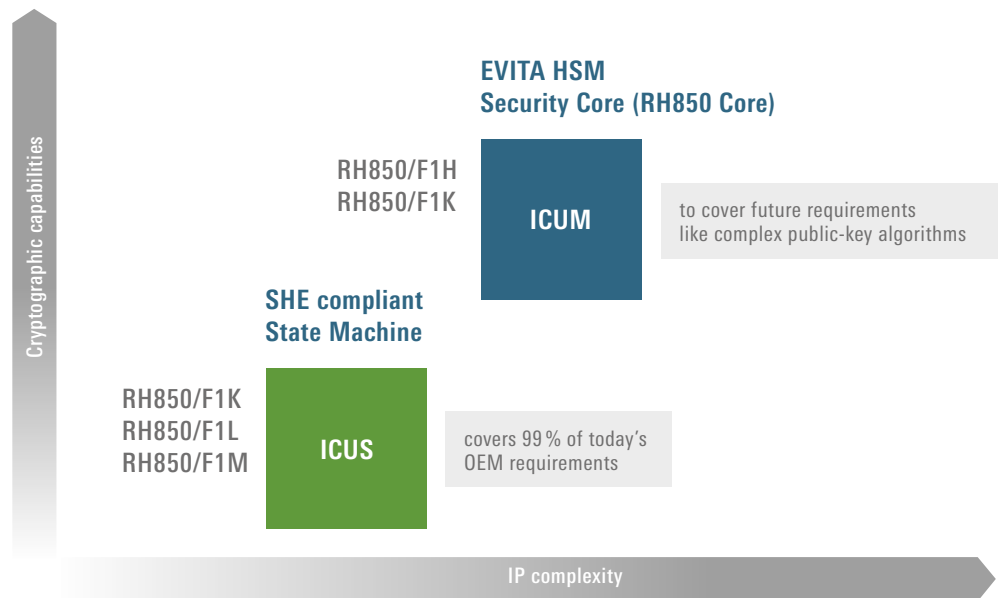 Cryptographic capabilities
EVITA HSM
Security Core (RH850 Core)
RH850/F1H
RH850/F1K
ICUM
to cover future requirements
like complex public-key algorithms
SHE compliant
State Machine
RH850/F1K
RH850/F1L
RH850/F1M
ICUS
covers 99 % of today’s
OEM requirements
IP complexity